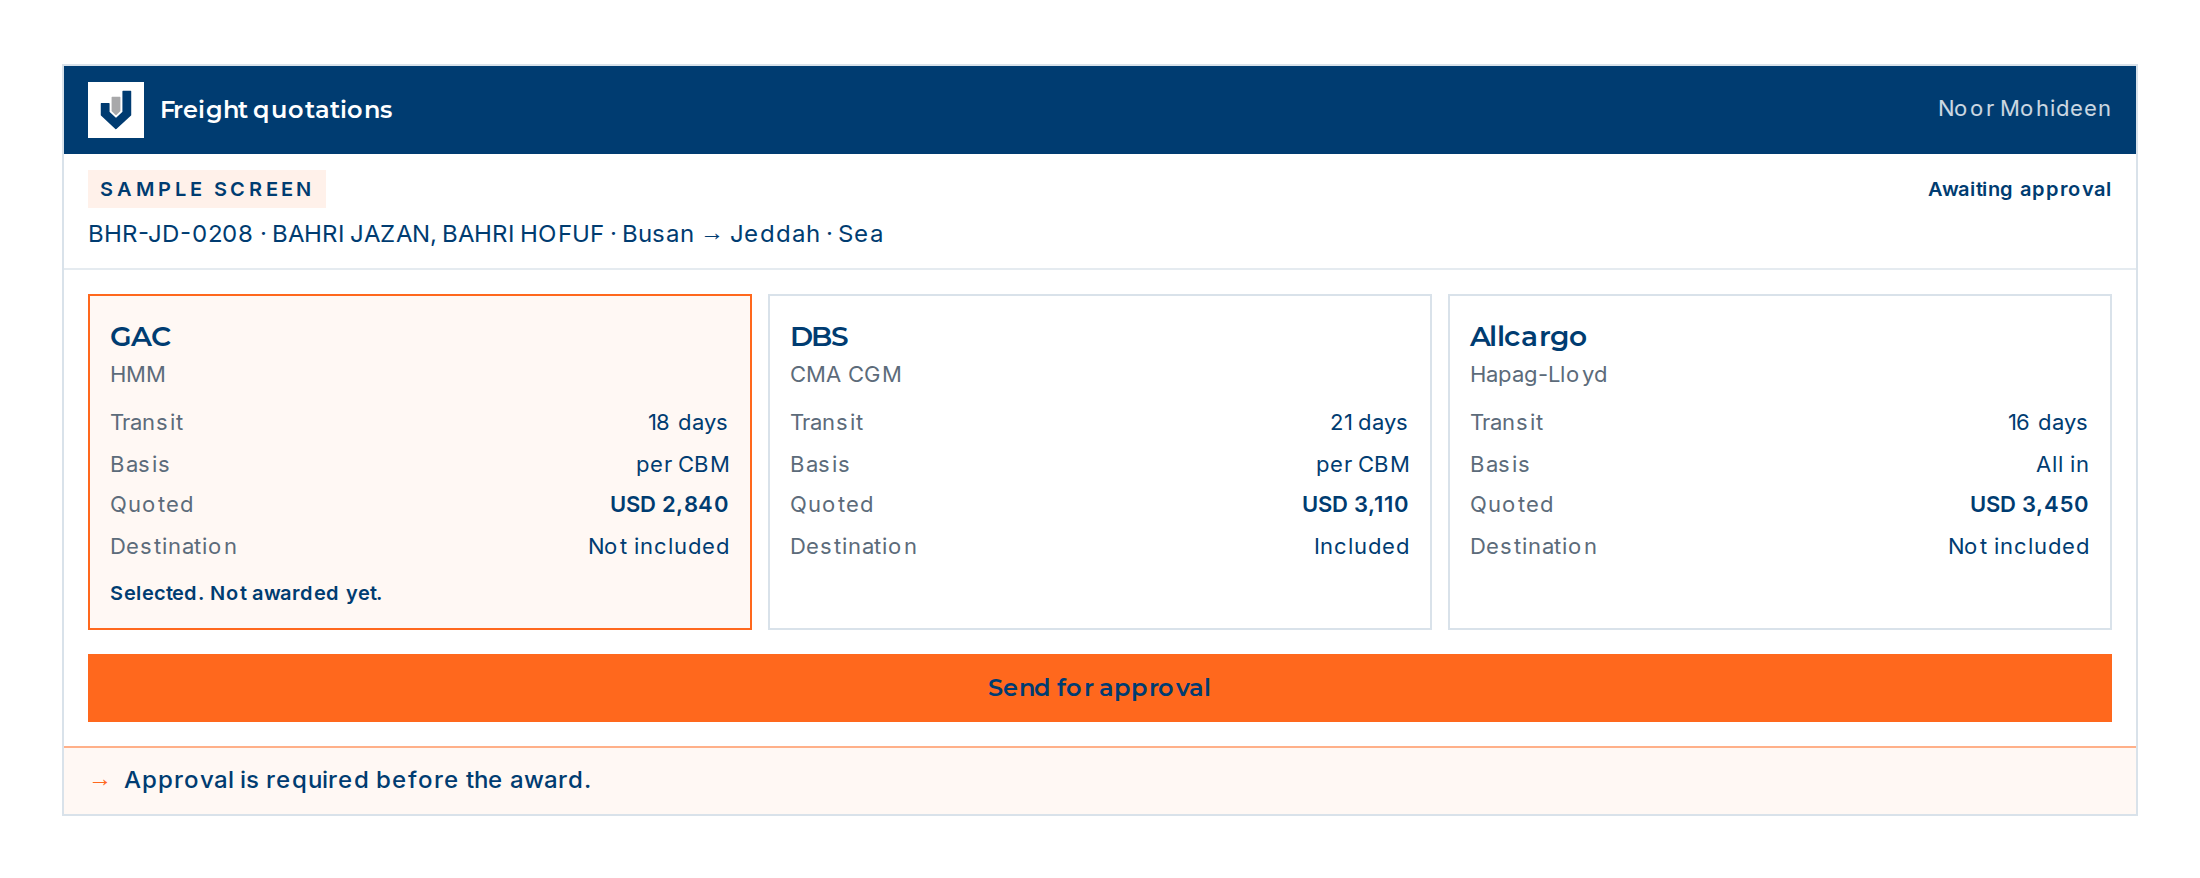 Freight quotations
Noor Mohideen
SAMPLE SCREEN
Awaiting approval
BHR-JD-0208 · BAHRI JAZAN, BAHRI HOFUF · Busan → Jeddah · Sea
GAC
HMM
Transit 18 days
Basis per CBM
Quoted USD 2,840
Destination Not included
Selected. Not awarded yet.
DBS
CMA CGM
Transit 21 days
Basis per CBM
Quoted USD 3,110
Destination Included
Allcargo
Hapag-Lloyd
Transit 16 days
Basis All in
Quoted USD 3,450
Destination Not included
Send for approval
→ Approval is required before the award.